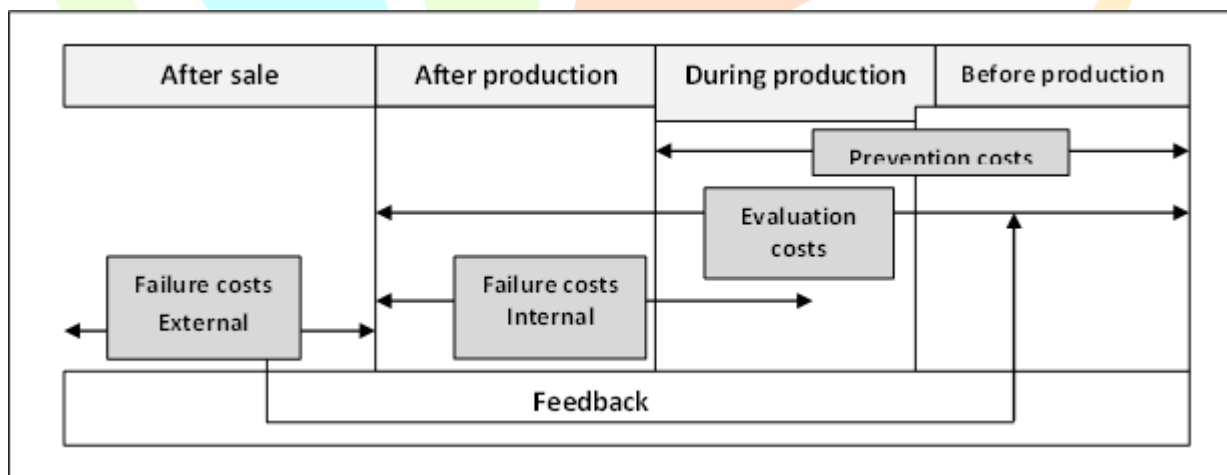 After sale
After production
During production
Before production
Prevention costs
Evaluation
costs
Failure costs
External
Failure costs
Internal
Feedback